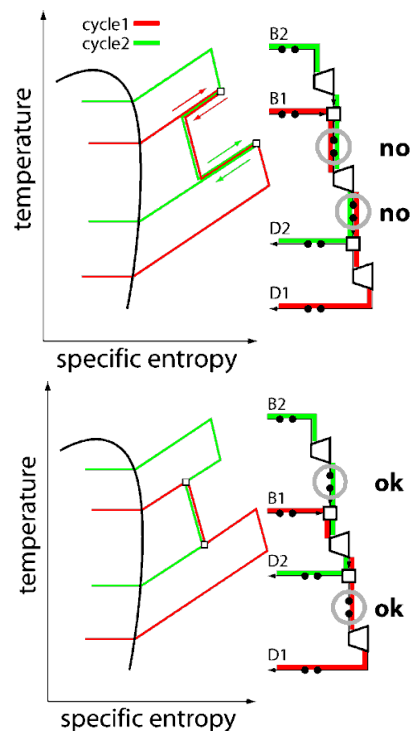 cycle1
cycle2
temperature
specific entropy
B2
B1
no
no
D2
D1
temperature
specific entropy
B2
ok
B1
D2
ok
D1